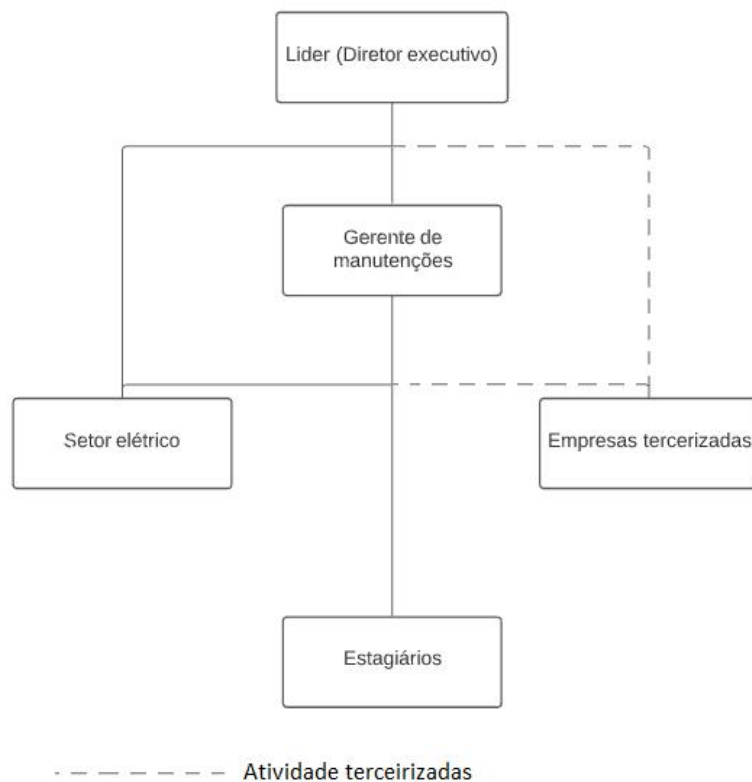 Lider (Diretor executivo)
Gerente de
manutenções
Setor elétrico
Empresas tercerizadas
Estagiários
Atividade terceirizadas